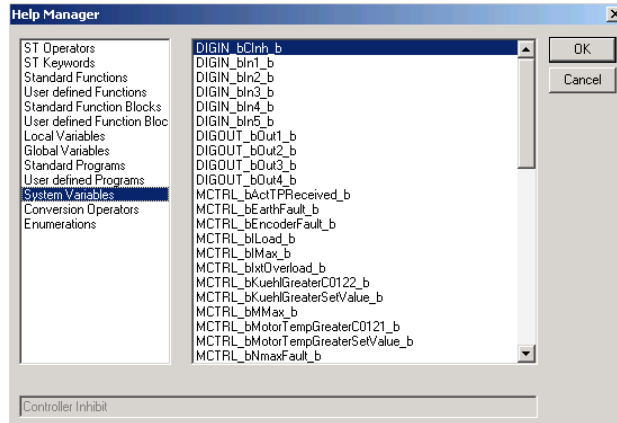 Help Manager
ST Operators
ST Keywords
Standard Functions
User defined Functions
Standard Function Blocks
User defined Function Bloc
Local Variables
Global Variables
Standard Programs
User defined Programs
System Variables
Conversion Operators
Enumerations
DIGIN_bCInh_b
DIGIN_bIn1_b
DIGIN_bIn2_b
DIGIN_bIn3_b
DIGIN_bIn4_b
DIGIN_bIn5_b
DIGOUT_bOut1_b
DIGOUT_bOut2_b
DIGOUT_bOut3_b
DIGOUT_bOut4_b
MCTRL_bActTPReceived_b
MCTRL_bEarthFault_b
MCTRL_bEncoderFault_b
MCTRL_bILoad_b
MCTRL_bIMax_b
MCTRL_bIxtOverload_b
MCTRL_bKuehlGreaterC0122_b
MCTRL_bKuehlGreaterSetValue_b
MCTRL_bMMax_b
MCTRL_bMotorTempGreaterC0121_b
MCTRL_bMotorTempGreaterSetValue_b
MCTRL_bNmaxFault_b
OK
Cancel
Controller Inhibit